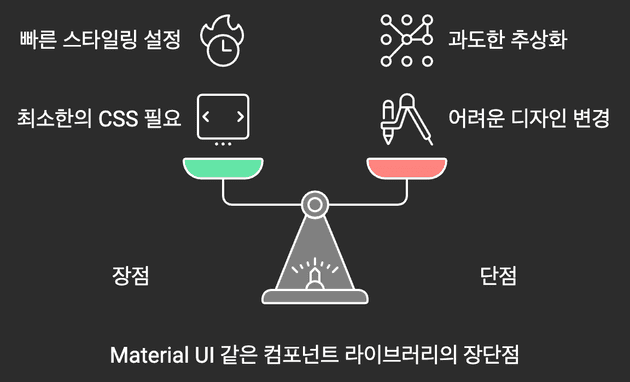 빠른 스타일링 설정
과도한 추상화
최소한의 CSS 필요
어려운 디자인 변경
장점
단점
Material UI 같은 컴포넌트 라이브러리의 장단점